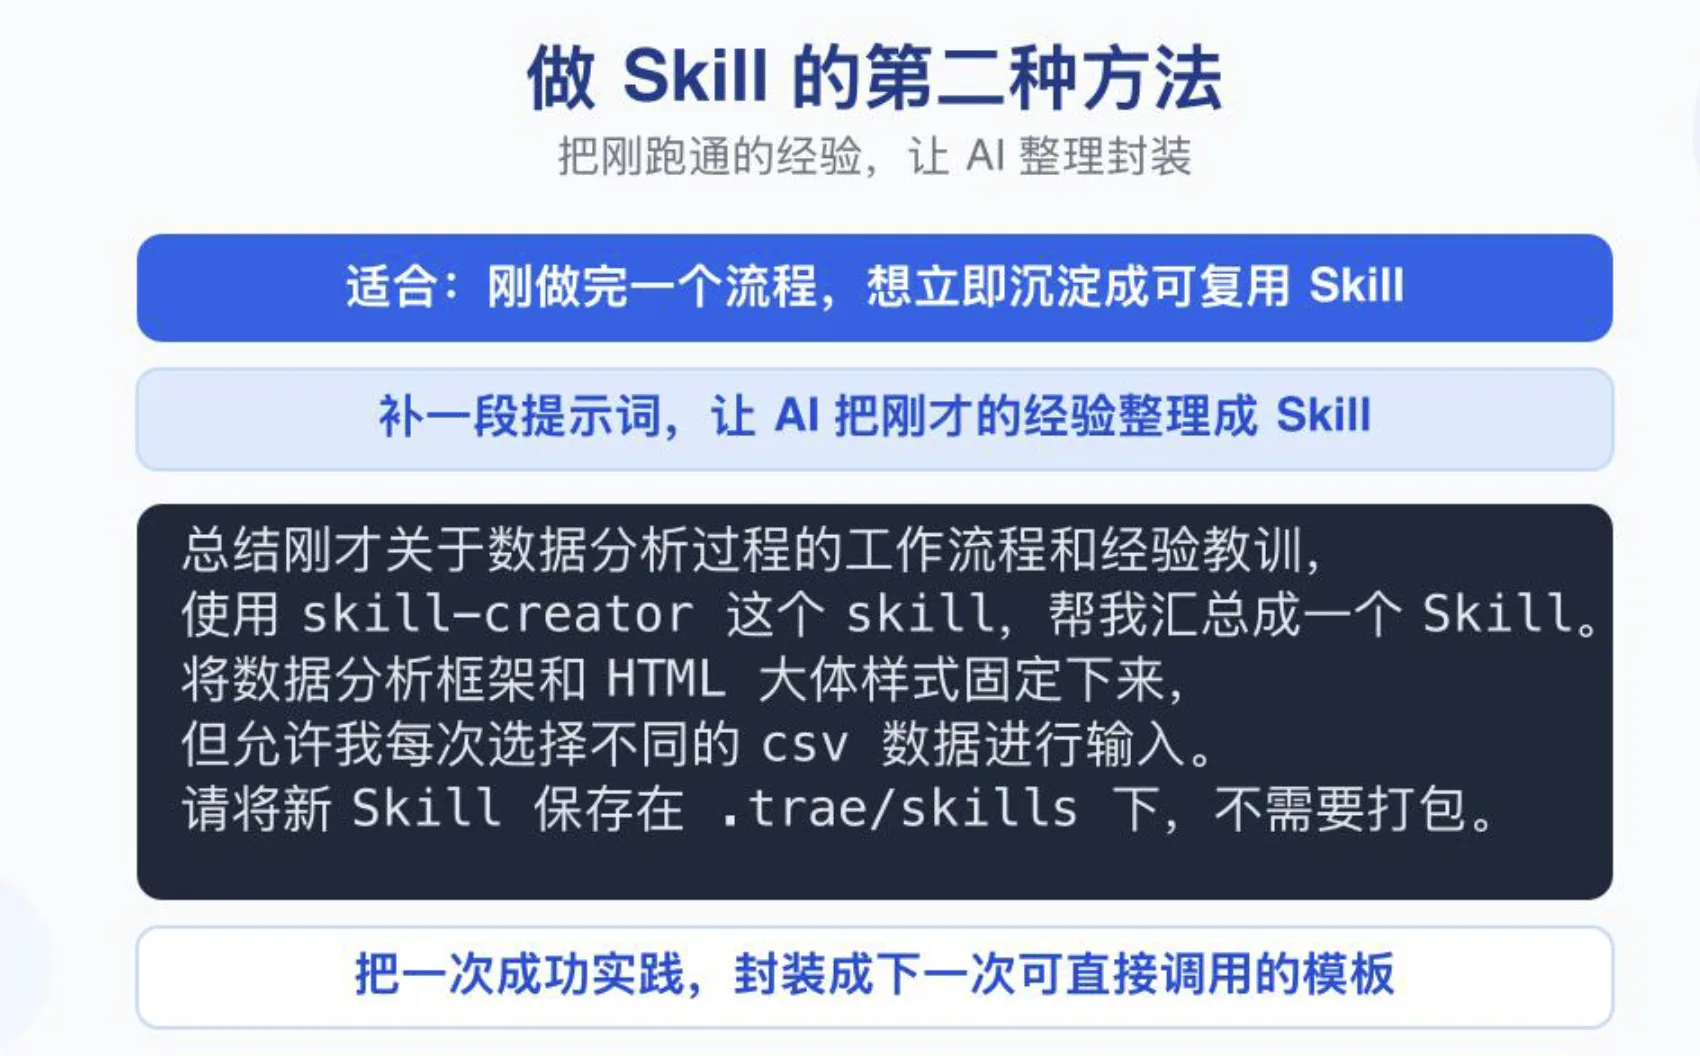 做 Skill 的第二种方法
把刚跑通的经验，让 AI 整理封装
适合：刚做完一个流程，想立即沉淀成可复用 Skill
补一段提示词，让 AI 把刚才的经验整理成 Skill
总结刚才关于数据分析过程的工作流程和经验教训，
使用 skill-creator 这个 skill，帮我汇总成一个 Skill。
将数据分析框架和 HTML 大体样式固定下来，
但允许我每次选择不同的 csv 数据进行输入。
请将新 Skill 保存在 .trae/skills 下，不需要打包。
把一次成功实践，封装成下一次可直接调用的模板